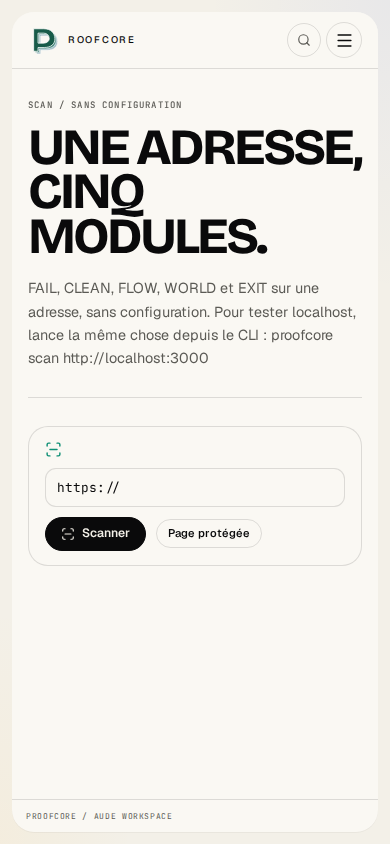 ROOFCORE
SCAN / SANS CONFIGURATION
UNE ADRESSE,
CINQ
MODULES.
FAIL, CLEAN, FLOW, WORLD et EXIT sur une
adresse, sans configuration. Pour tester localhost,
lance la même chose depuis le CLI : proofcore
scan http://localhost:3000
https://
Scanner
Page protégée
PROOFCORE / AUDE WORKSPACE